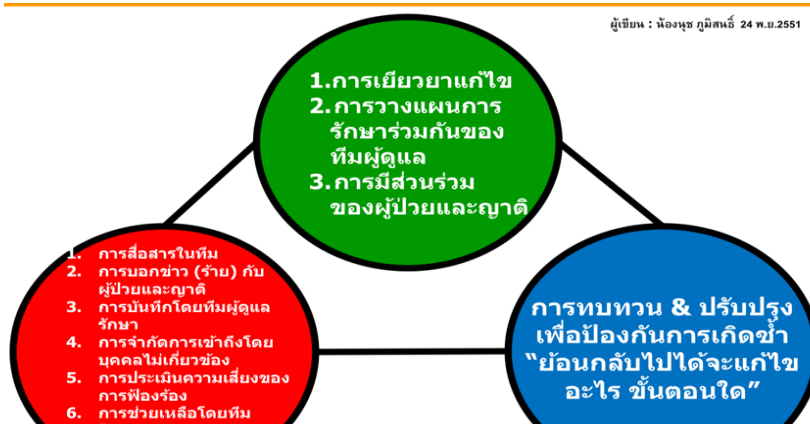 ผู้เขียน : น้องนุช ภูมิสนธิ์ 24 พ.ย.2551
1.การเยียวยาแก้ไข
2.การวางแผนการ
รักษาร่วมกันของ
ทีมผู้ดูแล
3.การมีส่วนร่วม
ของผู้ป่วยและญาติ
1. การสื่อสารในทีม
2. การบอกข่าว (ร้าย) กับ
ผู้ป่วยและญาติ
3. การบันทึกโดยทีมผู้ดูแล
รักษา
4. การจำกัดการเข้าถึงโดย
บุคคลไม่เกี่ยวข้อง
5. การประเมินความเสี่ยงของ
การฟ้องร้อง
6. การช่วยเหลือโดยทีม
การทบทวน & ปรับปรุง
เพื่อป้องกันการเกิดซ้ำ
“ย้อนกลับไปได้จะแก้ไข
อะไร ขั้นตอนใด”